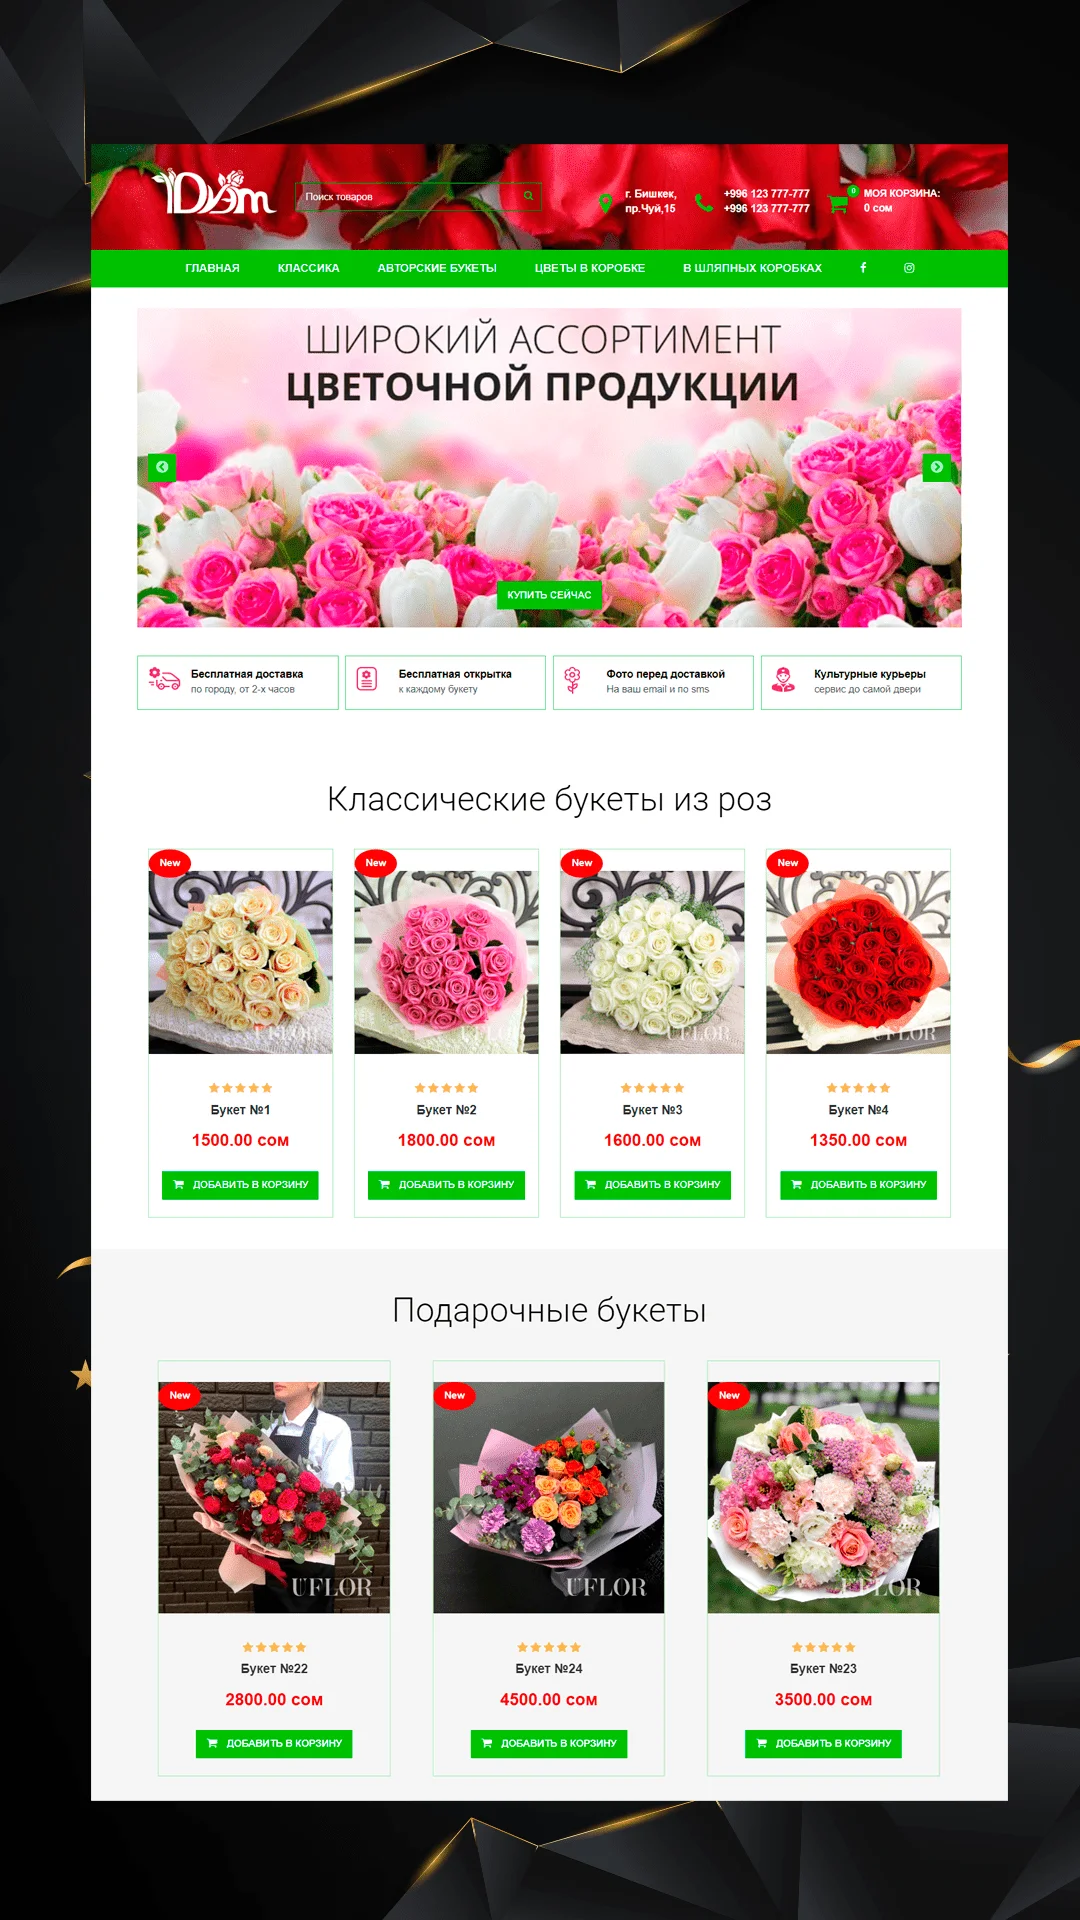 Дуэт
Поиск товаров
г. Бишкек,
пр.Чуй,15
+996 123 777-777
+996 123 777-777
0
МОЯ КОРЗИНА:
0 сом
ГЛАВНАЯ
КЛАССИКА
АВТОРСКИЕ БУКЕТЫ
ЦВЕТЫ В КОРОБКЕ
В ШЛЯПНЫХ КОРОБКАХ
ШИРОКИЙ АССОРТИМЕНТ
ЦВЕТОЧНОЙ ПРОДУКЦИИ
КУПИТЬ СЕЙЧАС
Бесплатная доставка
по городу, от 2-х часов
Бесплатная открытка
к каждому букету
Фото перед доставкой
На ваш email и по sms
Культурные курьеры
сервис до самой двери
Классические букеты из роз
New
UFLOR
Букет №1
1500.00 сом
ДОБАВИТЬ В КОРЗИНУ
New
UFLOR
Букет №2
1800.00 сом
ДОБАВИТЬ В КОРЗИНУ
New
UFLOR
Букет №3
1600.00 сом
ДОБАВИТЬ В КОРЗИНУ
New
UFLOR
Букет №4
1350.00 сом
ДОБАВИТЬ В КОРЗИНУ
Подарочные букеты
New
UFLOR
Букет №22
2800.00 сом
ДОБАВИТЬ В КОРЗИНУ
New
UFLOR
Букет №24
4500.00 сом
ДОБАВИТЬ В КОРЗИНУ
New
UFLOR
Букет №23
3500.00 сом
ДОБАВИТЬ В КОРЗИНУ